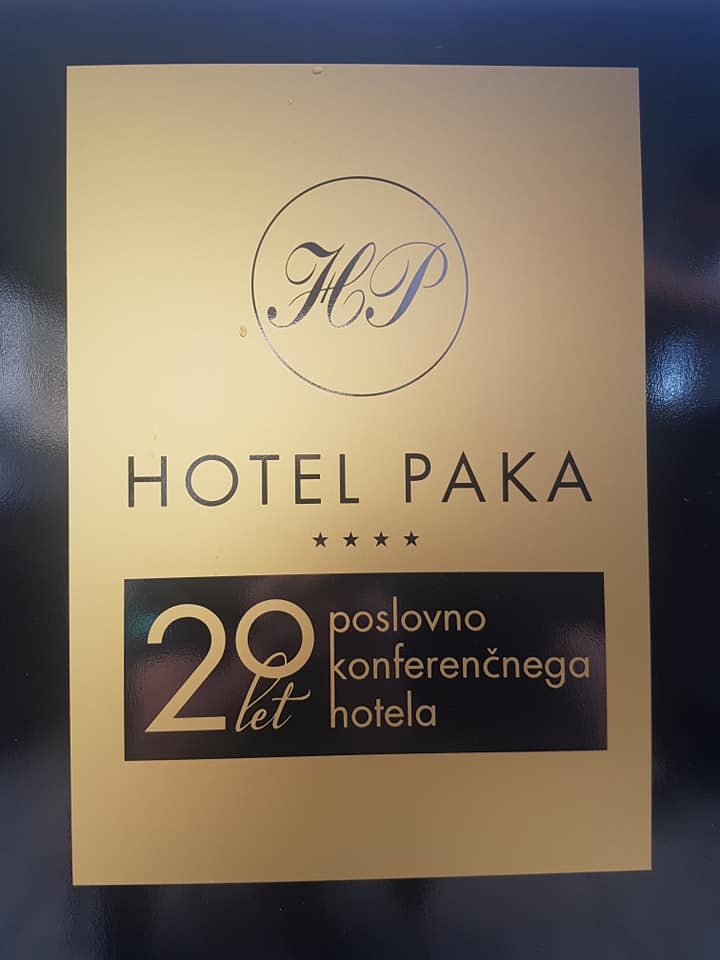 HP
HOTEL PAKA
★★★★
20 let
poslovno
konferenčnega
hotela